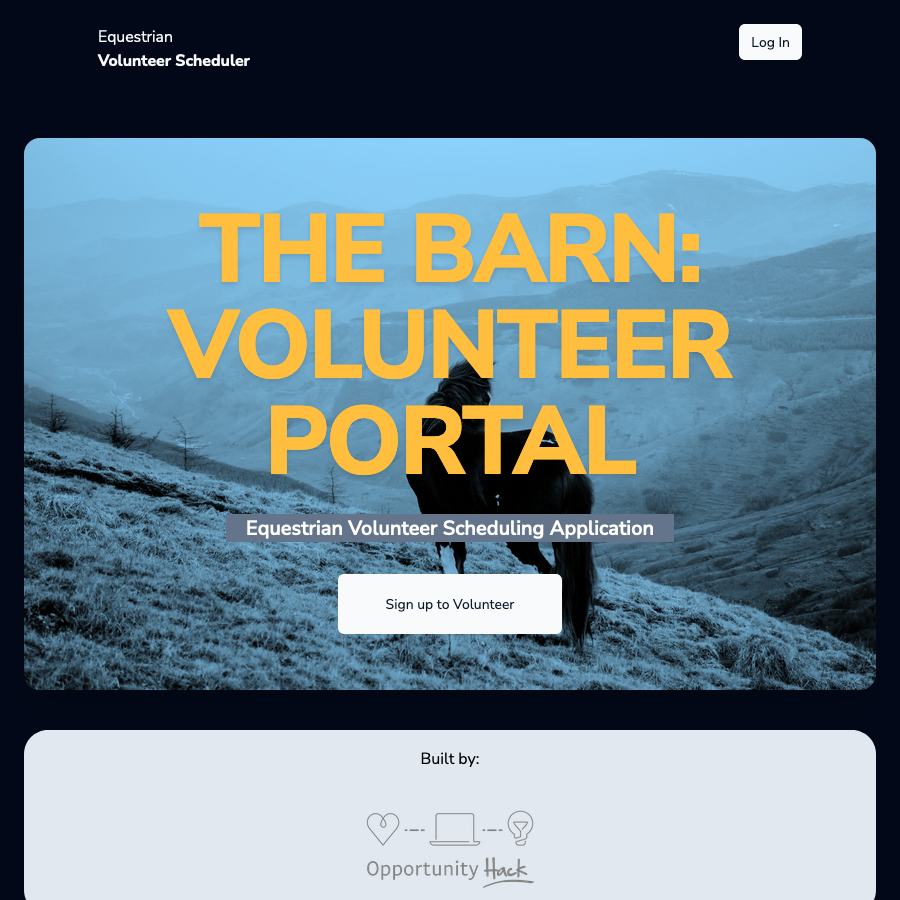 Equestrian
Volunteer Scheduler
Log In
THE BARN:
VOLUNTEER
PORTAL
Equestrian Volunteer Scheduling Application
Sign up to Volunteer
Built by:
Opportunity Hack